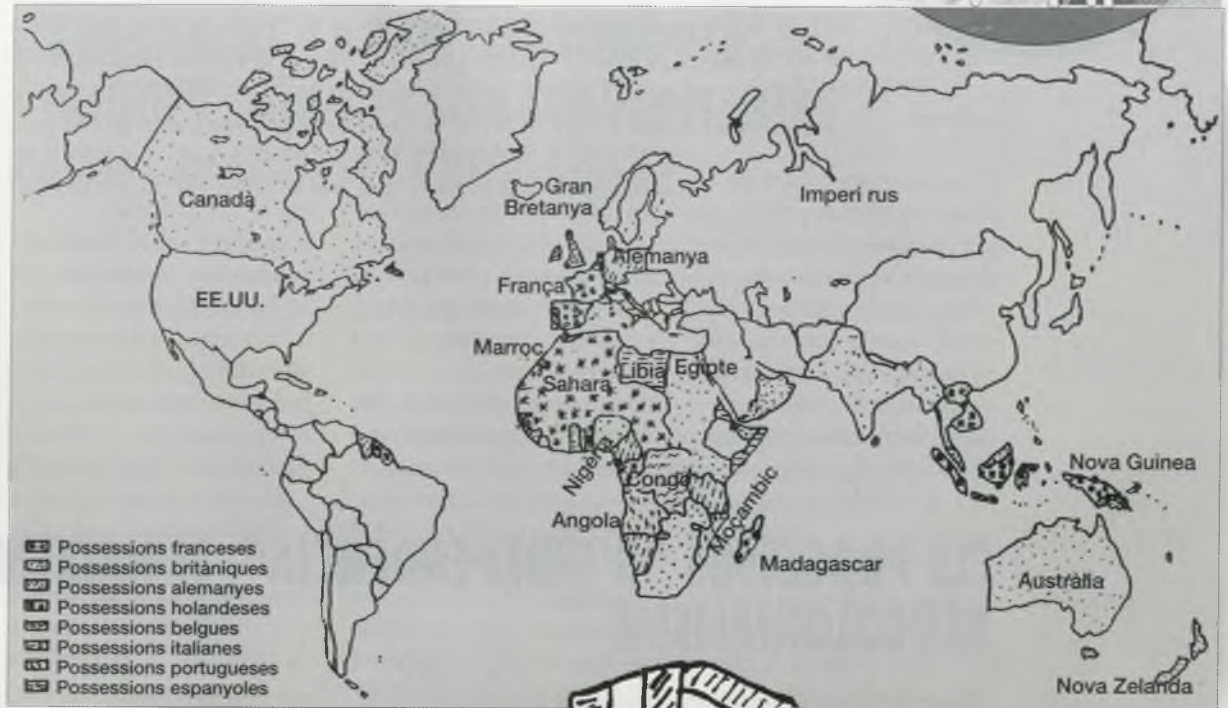 Canadà
EE.UU.
Gran
Bretanya
Imperi rus
Alemanya
França
Marroc
Sahara
Líbia
Egipte
Níger
Congo
Angola
Moçambic
Madagascar
Nova Guinea
Austràlia
Nova Zelanda
Possessions franceses
Possessions britàniques
Possessions alemanyes
Possessions holandeses
Possessions belgues
Possessions italianes
Possessions portugueses
Possessions espanyoles